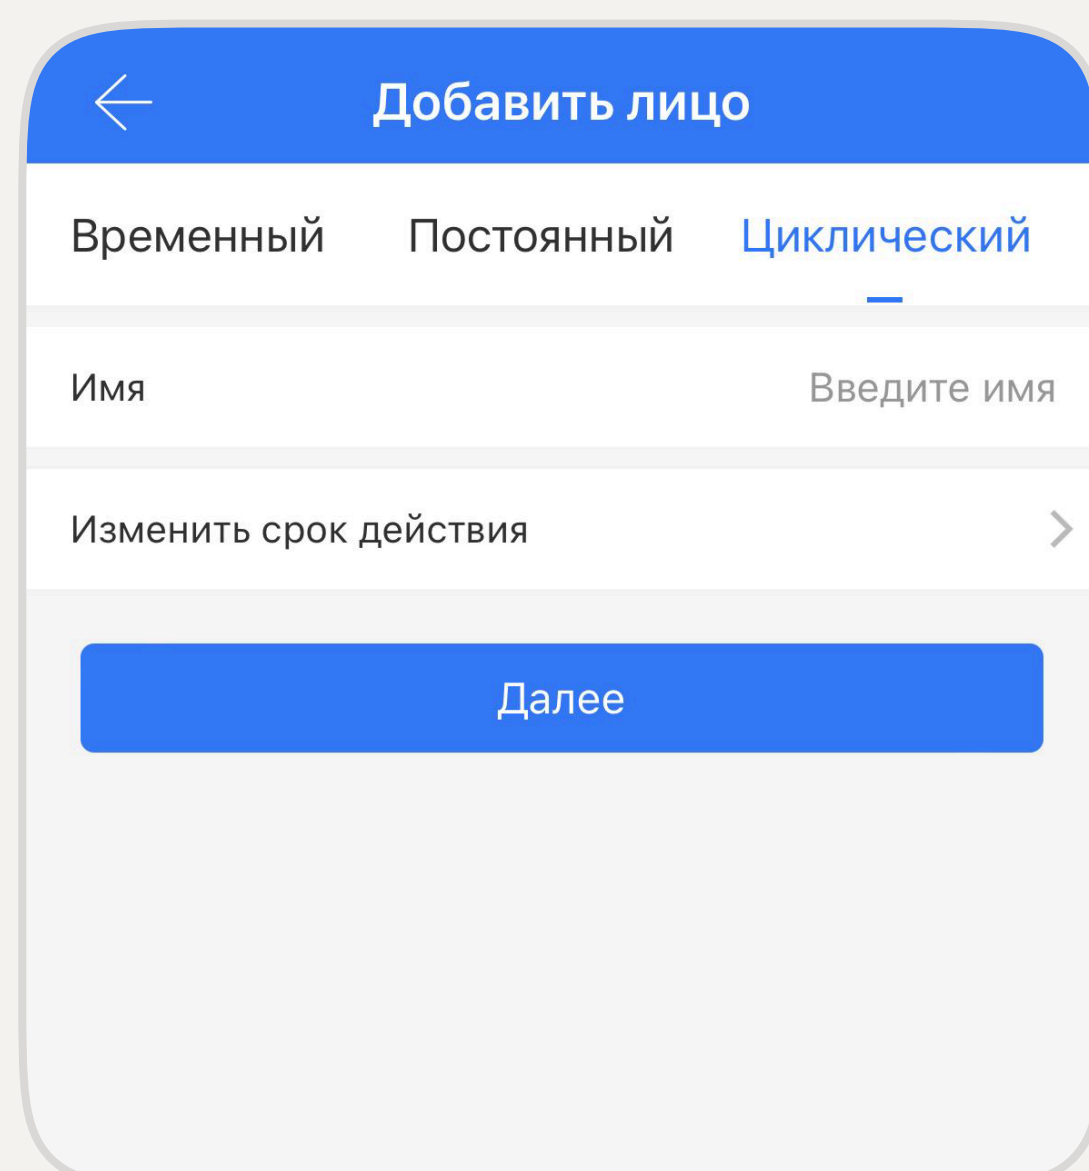 Добавить лицо
Временный Постоянный Циклический
Имя Введите имя
Изменить срок действия
Далее